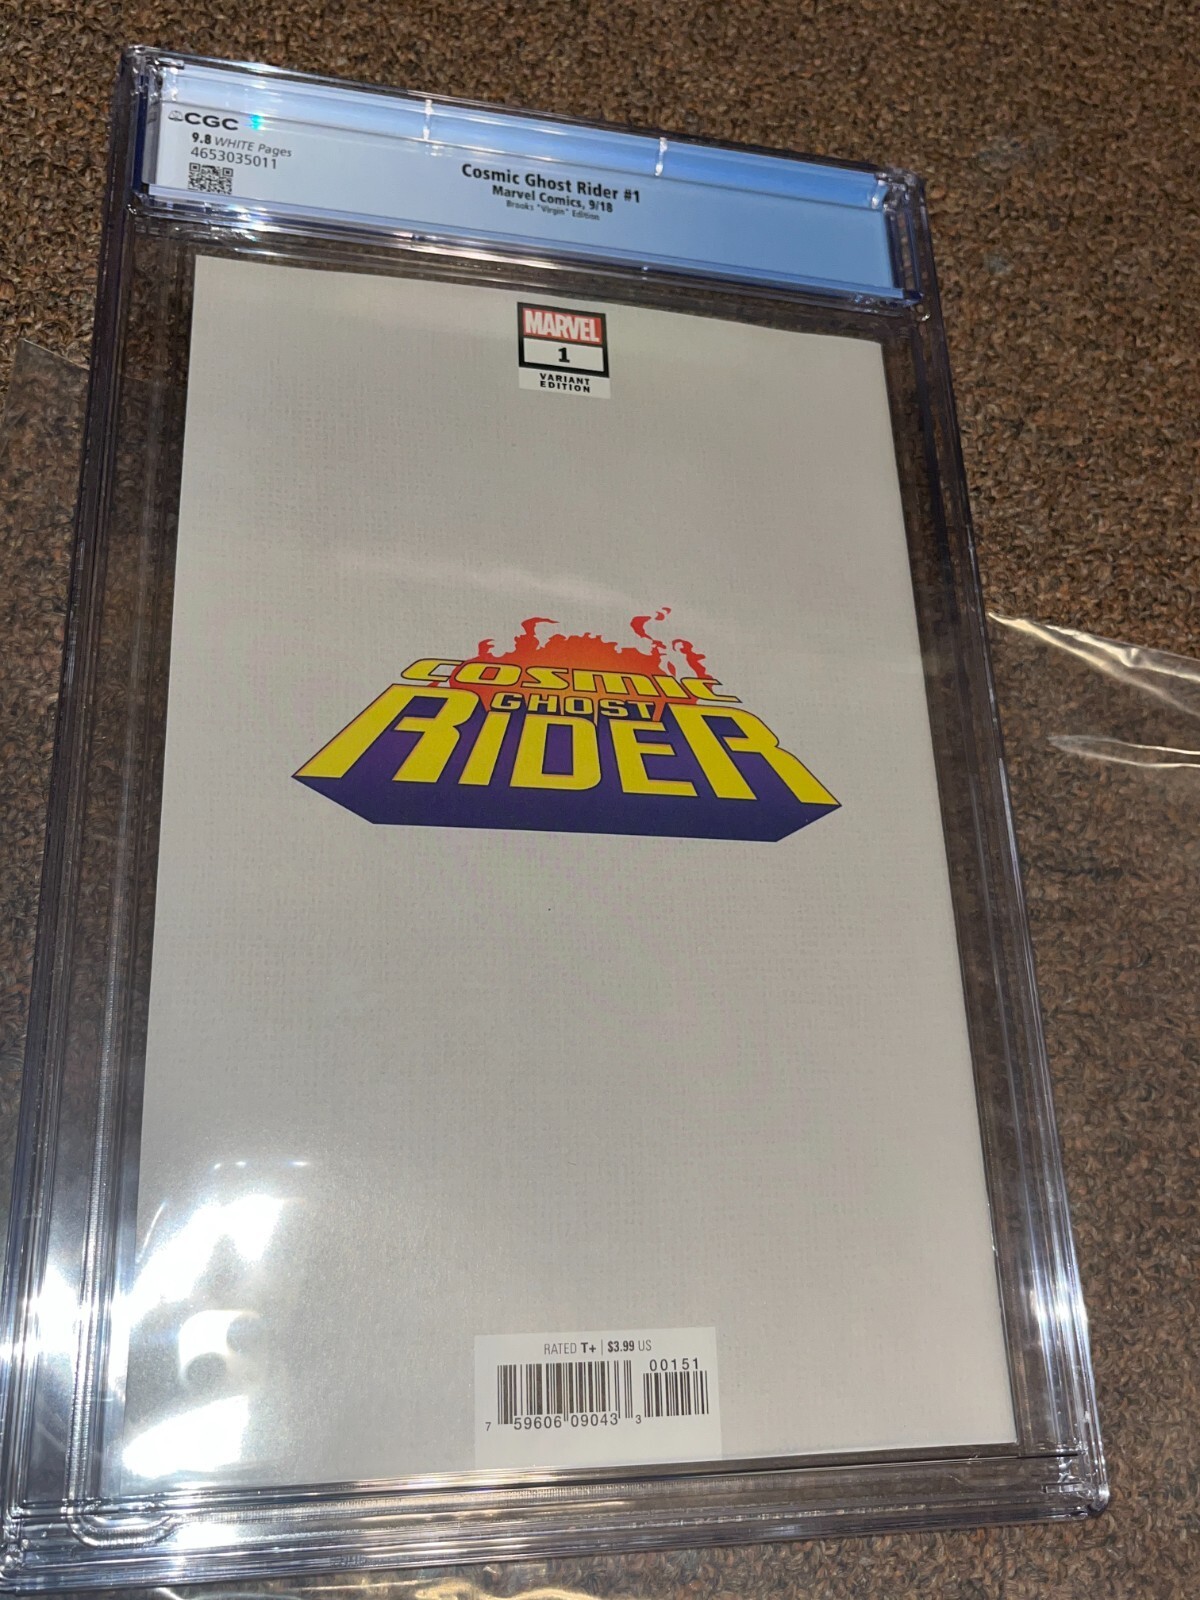 CGC
9.8 WHITE Pages
4653035011
Cosmic Ghost Rider #1
Marvel Comics, 9/18
Brooks "Virgin" Edition
MARVEL
1
VARIANT
EDITION
COSMIC
GHOST
RIDER
RATED T+ | $3.99 US
00151
7 59606 09043 3